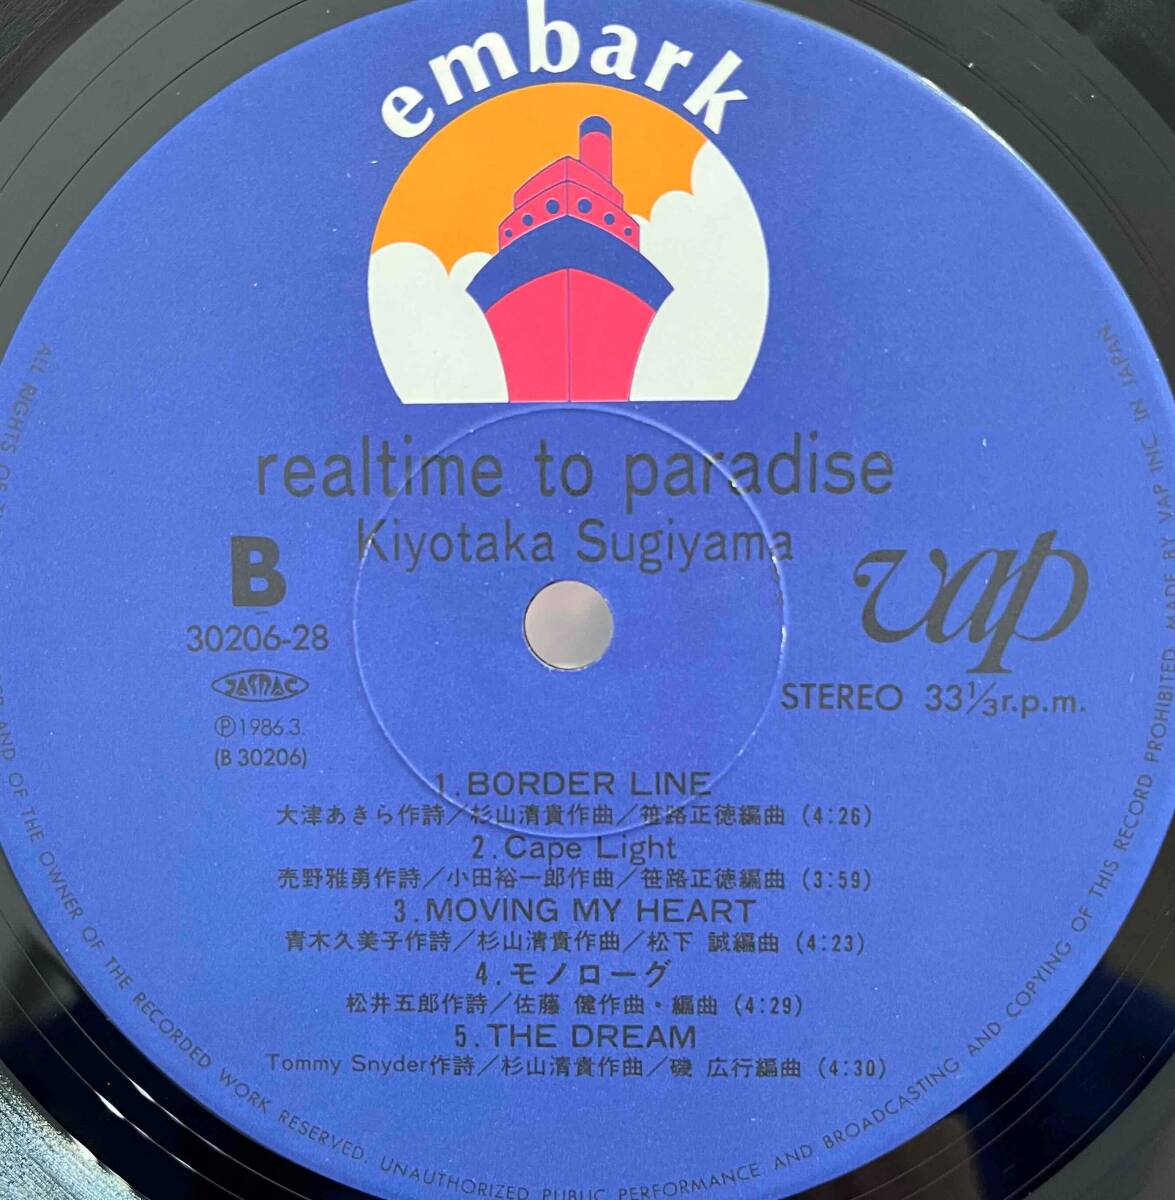 embark
realtime to paradise
Kiyotaka Sugiyama
B
30206-28
JASRAC
Ⓟ1986.3.
(B 30206)
vap
STEREO 33⅓r.p.m.
1.BORDER LINE
大津あきら作詩／杉山清貴作曲／笹路正徳編曲 (4:26)
2.Cape Light
売野雅勇作詩／小田裕一郎作曲／笹路正徳編曲 (3:59)
3.MOVING MY HEART
青木久美子作詩／杉山清貴作曲／松下 誠編曲 (4:23)
4.モノローグ
松井五郎作詩／佐藤 健作曲・編曲 (4:29)
5.THE DREAM
Tommy Snyder作詩／杉山清貴作曲／磯 広行編曲 (4:30)
ALL RIGHTS OF AND OF THE OWNER OF THE RECORDED WORK RESERVED. UNAUTHORIZED PUBLIC PERFORMANCE AND BROADCASTING AND COPYING OF THIS RECORD PROHIBITED. MADE BY VAP INC IN JAPAN.